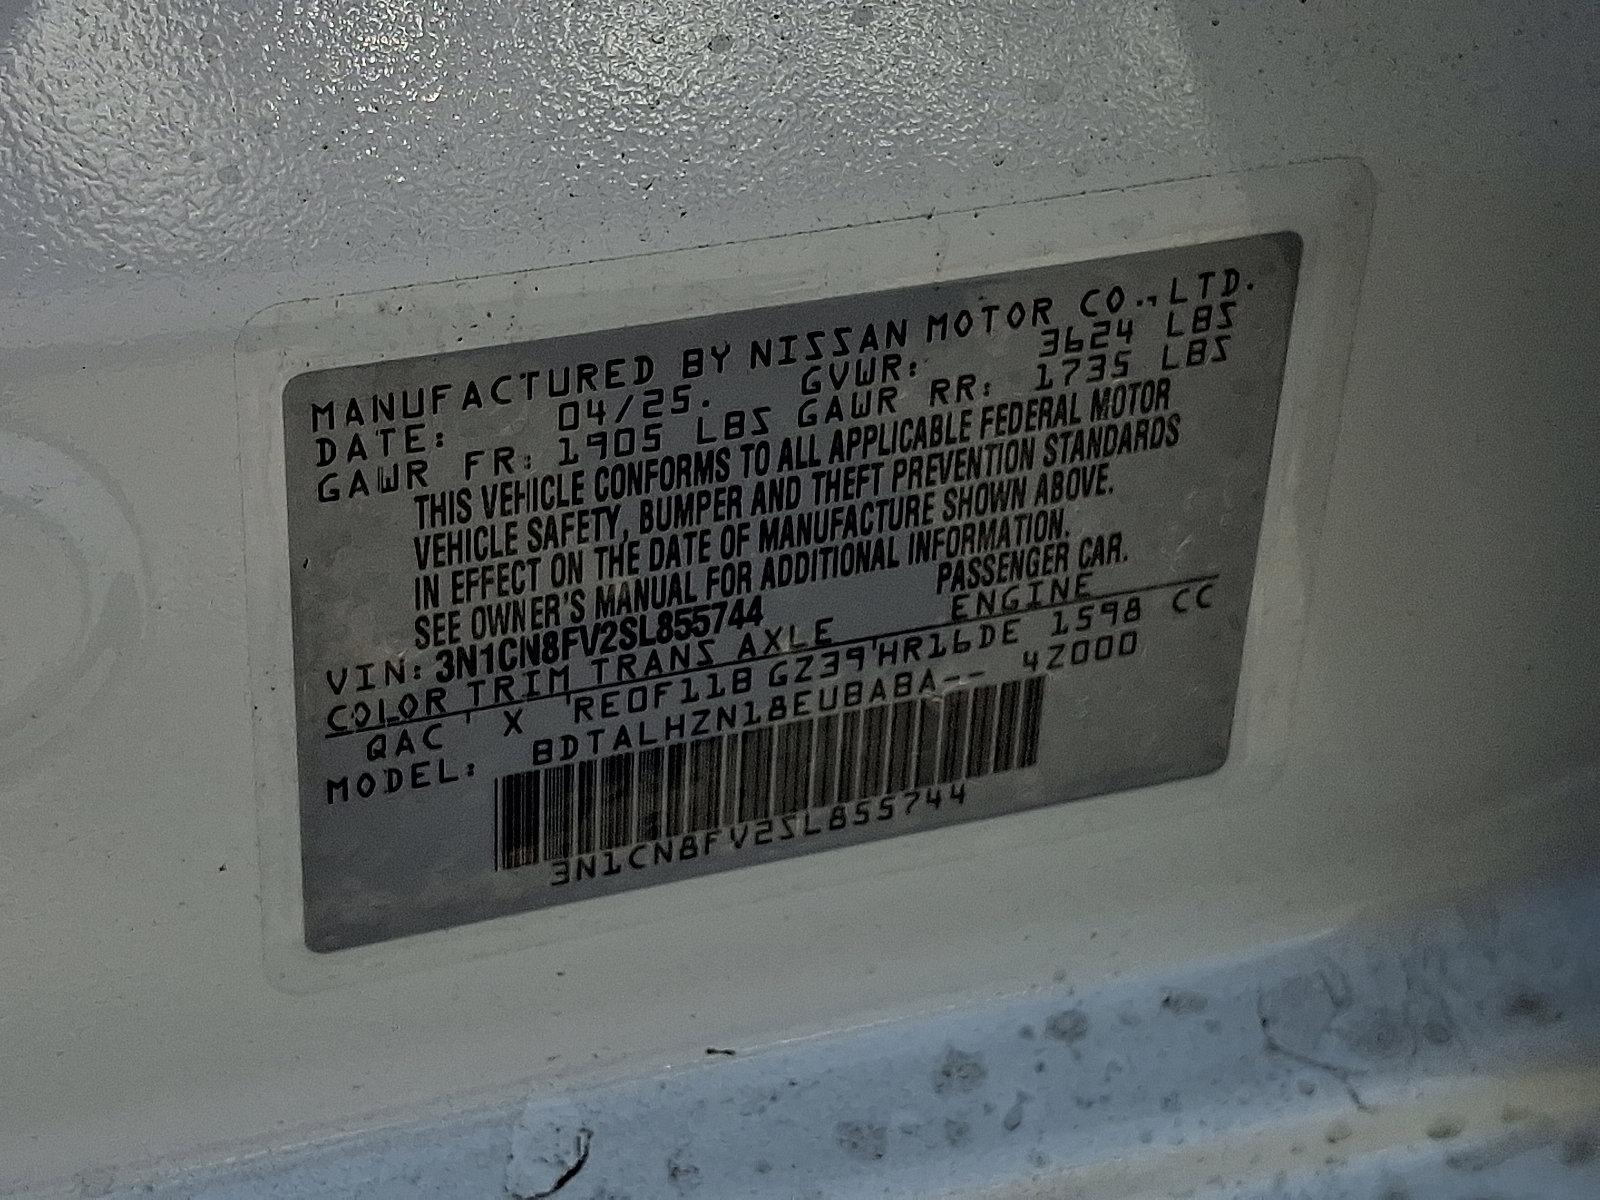 MANUFACTURED BY NISSAN MOTOR CO., LTD.
DATE: 04/25. GVWR: 3624 LBS
GAWR FR: 1905 LBS GAWR RR: 1735 LBS
THIS VEHICLE CONFORMS TO ALL APPLICABLE FEDERAL MOTOR
VEHICLE SAFETY, BUMPER AND THEFT PREVENTION STANDARDS
IN EFFECT ON THE DATE OF MANUFACTURE SHOWN ABOVE.
SEE OWNER'S MANUAL FOR ADDITIONAL INFORMATION.
VIN: 3N1CN8FV2SL855744 PASSENGER CAR.
COLOR TRIM TRANS AXLE ENGINE
QAC X RE0F11B GZ39 HR16DE 1598 CC
MODEL: BDTALHZN18EUBABA-- 4Z000
3N1CN8FV2SL855744